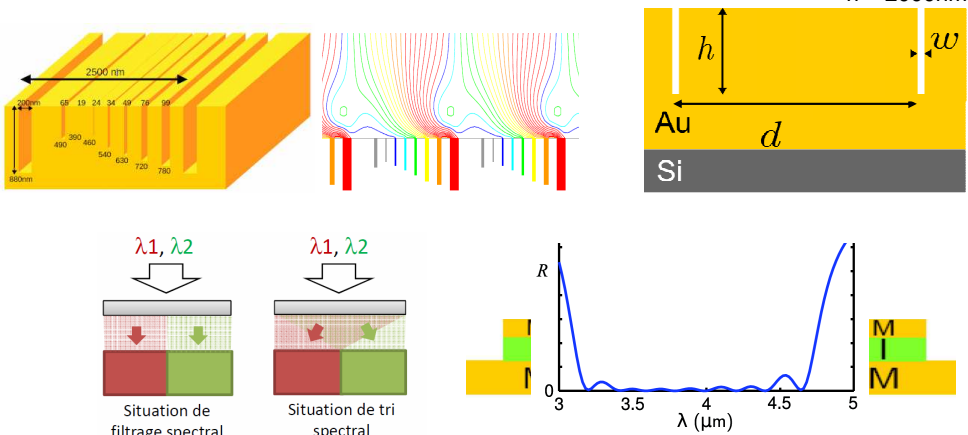 2500 nm
200nm
65 19 24 34 49 76 99
490
390
460
540
630
720
780
880nm
h
w
d
Au
Si
λ1, λ2
λ1, λ2
Situation de
filtrage spectral
Situation de tri
spectral
R
0
3 3.5 4 4.5 5
λ (μm)
M
I
M